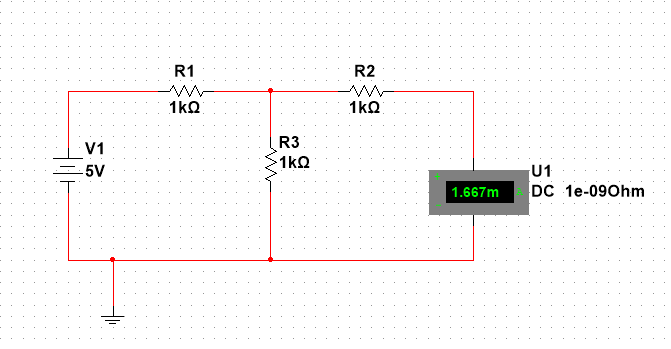 R1
1kΩ
R2
1kΩ
R3
1kΩ
V1
5V
U1
DC 1e-09Ohm
+
1.667m A
-